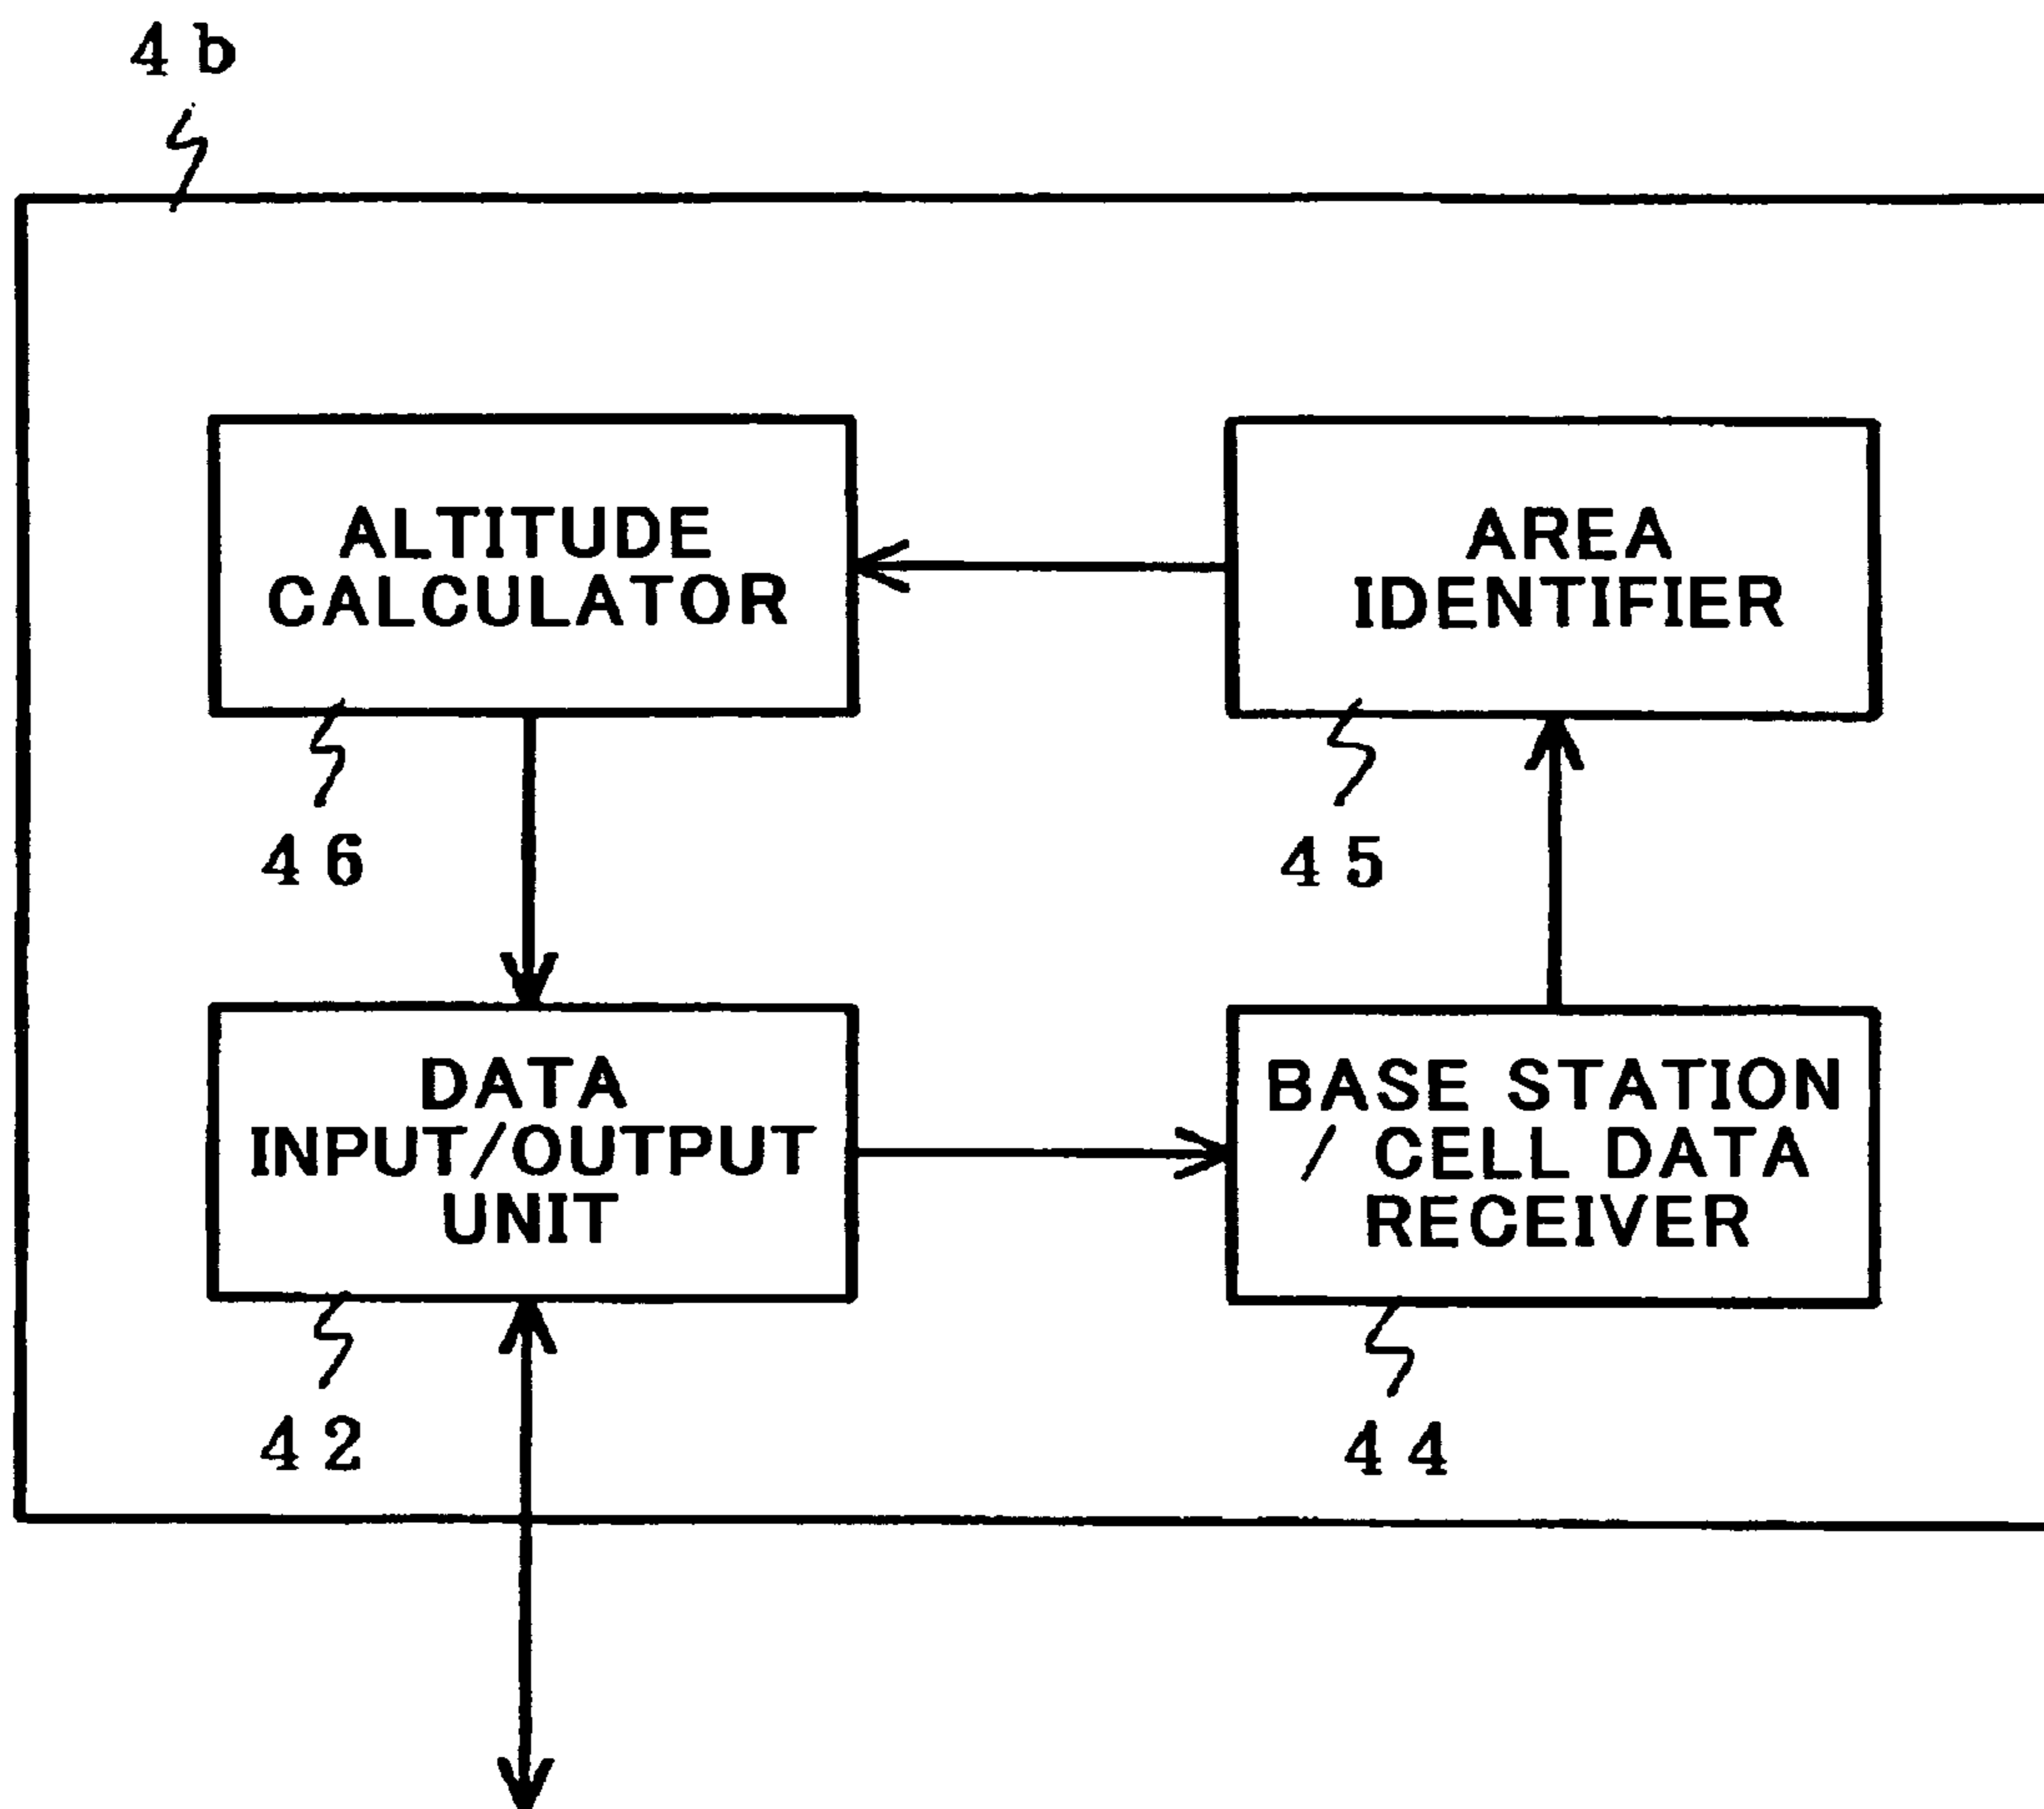 4b
ALTITUDE
CALCULATOR
46
AREA
IDENTIFIER
45
DATA
INPUT/OUTPUT
UNIT
42
BASE STATION
/ CELL DATA
RECEIVER
44